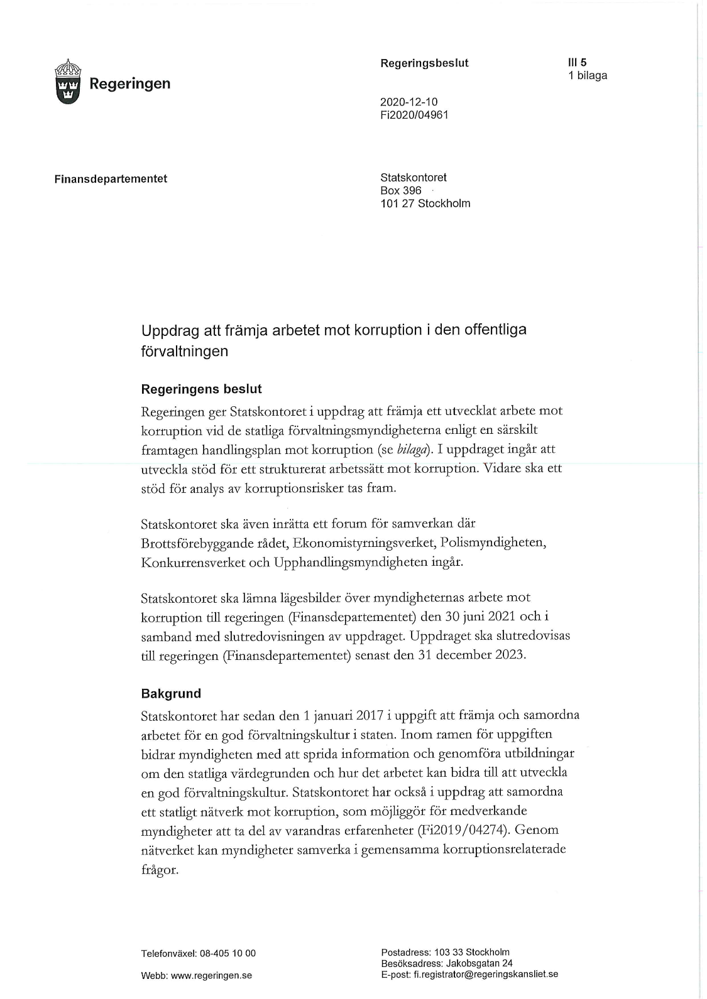 Regeringen
Regeringsbeslut
III 5
1 bilaga
2020-12-10
Fi2020/04961
Finansdepartementet
Statskontoret
Box 396
101 27 Stockholm
Uppdrag att främja arbetet mot korruption i den offentliga
förvaltningen
Regeringens beslut
Regeringen ger Statskontoret i uppdrag att främja ett utvecklat arbete mot
korruption vid de statliga förvaltningsmyndigheterna enligt en särskilt
framtagen handlingsplan mot korruption (se bilaga). I uppdraget ingår att
utveckla stöd för ett strukturerat arbetssätt mot korruption. Vidare ska ett
stöd för analys av korruptionsrisker tas fram.
Statskontoret ska även inrätta ett forum för samverkan där
Brottsförebyggande rådet, Ekonomistyrningsverket, Polismyndigheten,
Konkurrensverket och Upphandlingsmyndigheten ingår.
Statskontoret ska lämna lägesbilder över myndigheternas arbete mot
korruption till regeringen (Finansdepartementet) den 30 juni 2021 och i
samband med slutredovisningen av uppdraget. Uppdraget ska slutredovisas
till regeringen (Finansdepartementet) senast den 31 december 2023.
Bakgrund
Statskontoret har sedan den 1 januari 2017 i uppgift att främja och samordna
arbetet för en god förvaltningskultur i staten. Inom ramen för uppgiften
bidrar myndigheten med att sprida information och genomföra utbildningar
om den statliga värdegrunden och hur det arbetet kan bidra till att utveckla
en god förvaltningskultur. Statskontoret har också i uppdrag att samordna
ett statligt nätverk mot korruption, som möjliggör för medverkande
myndigheter att ta del av varandras erfarenheter (Fi2019/04274). Genom
nätverket kan myndigheter samverka i gemensamma korruptionsrelaterade
frågor.
Telefonväxel: 08-405 10 00
Webb: www.regeringen.se
Postadress: 103 33 Stockholm
Besöksadress: Jakobsgatan 24
E-post: fi.registrator@regeringskansliet.se